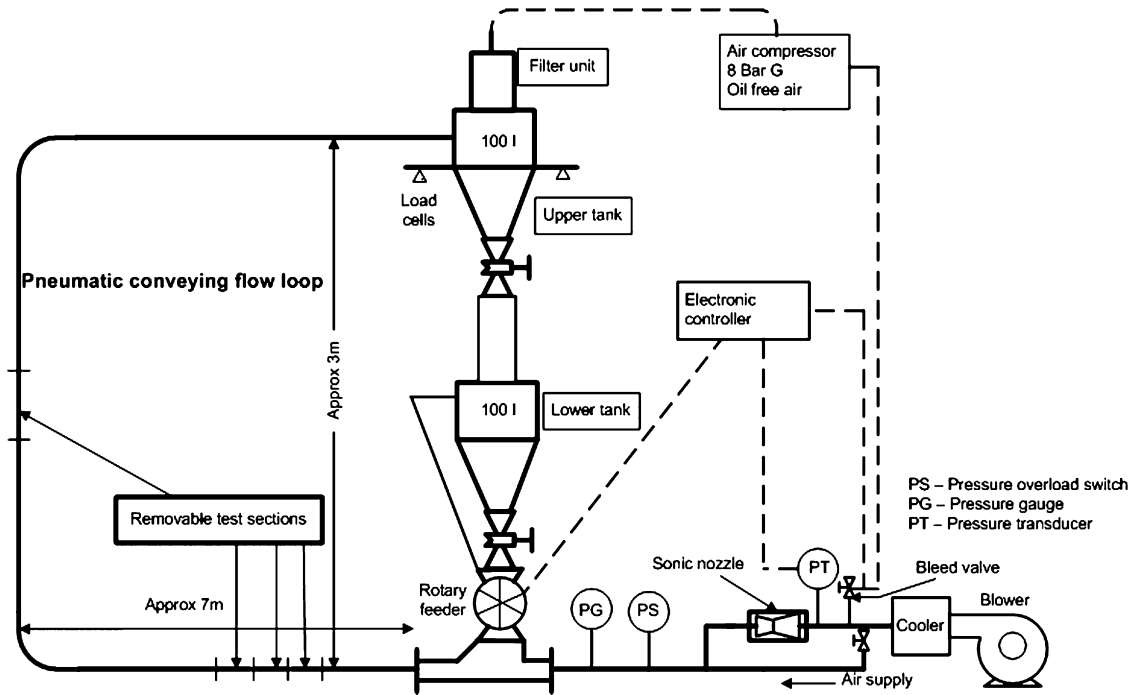 Filter unit
Air compressor
8 Bar G
Oil free air
100 l
Load
cells
Upper tank
Pneumatic conveying flow loop
Electronic
controller
Approx 3m
100 l
Lower tank
PS – Pressure overload switch
PG – Pressure gauge
PT – Pressure transducer
Removable test sections
Sonic nozzle
PT
Bleed valve
Approx 7m
Rotary
feeder
PG
PS
Cooler
Blower
Air supply